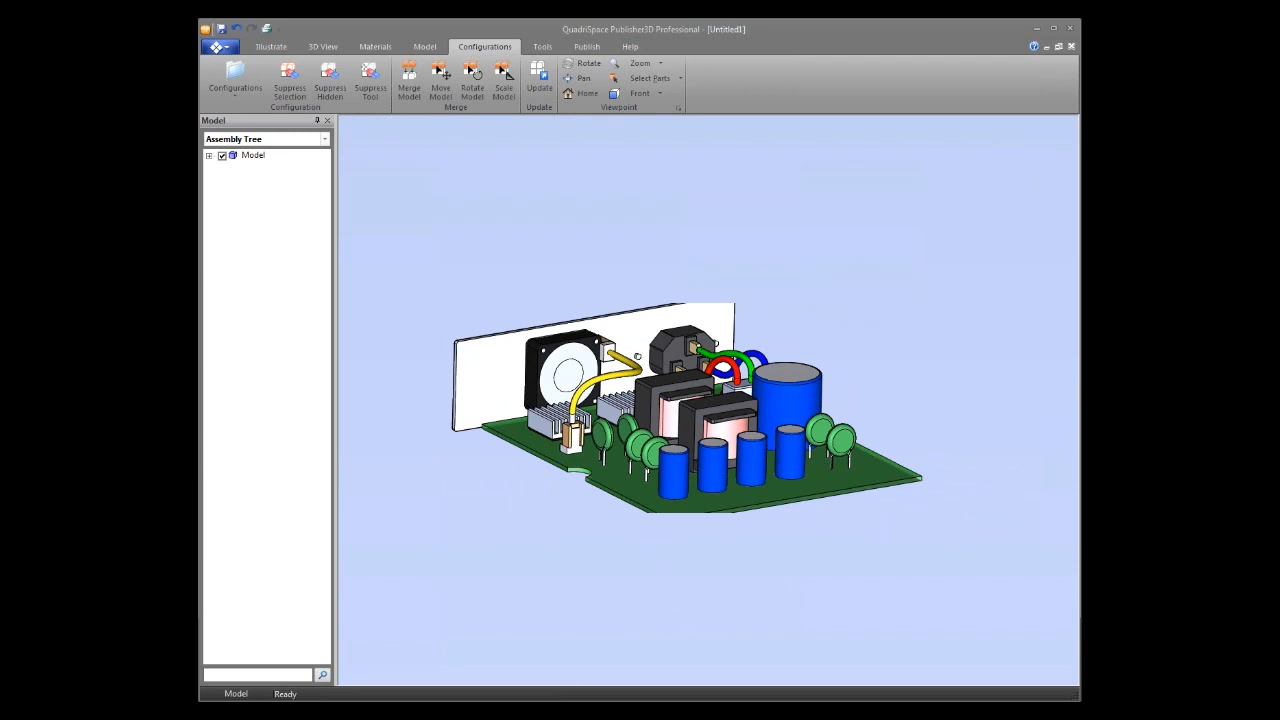 QuadriSpace Publisher3D Professional - [Untitled1]
Illustrate 3D View Materials Model Configurations Tools Publish Help
Configurations
Suppress Selection
Suppress Hidden
Suppress Tool
Configuration
Merge Model
Move Model
Rotate Model
Scale Model
Merge
Update
Update
Rotate Zoom
Pan Select Parts
Home Front
Viewpoint
Model
Assembly Tree
Model
Model Ready